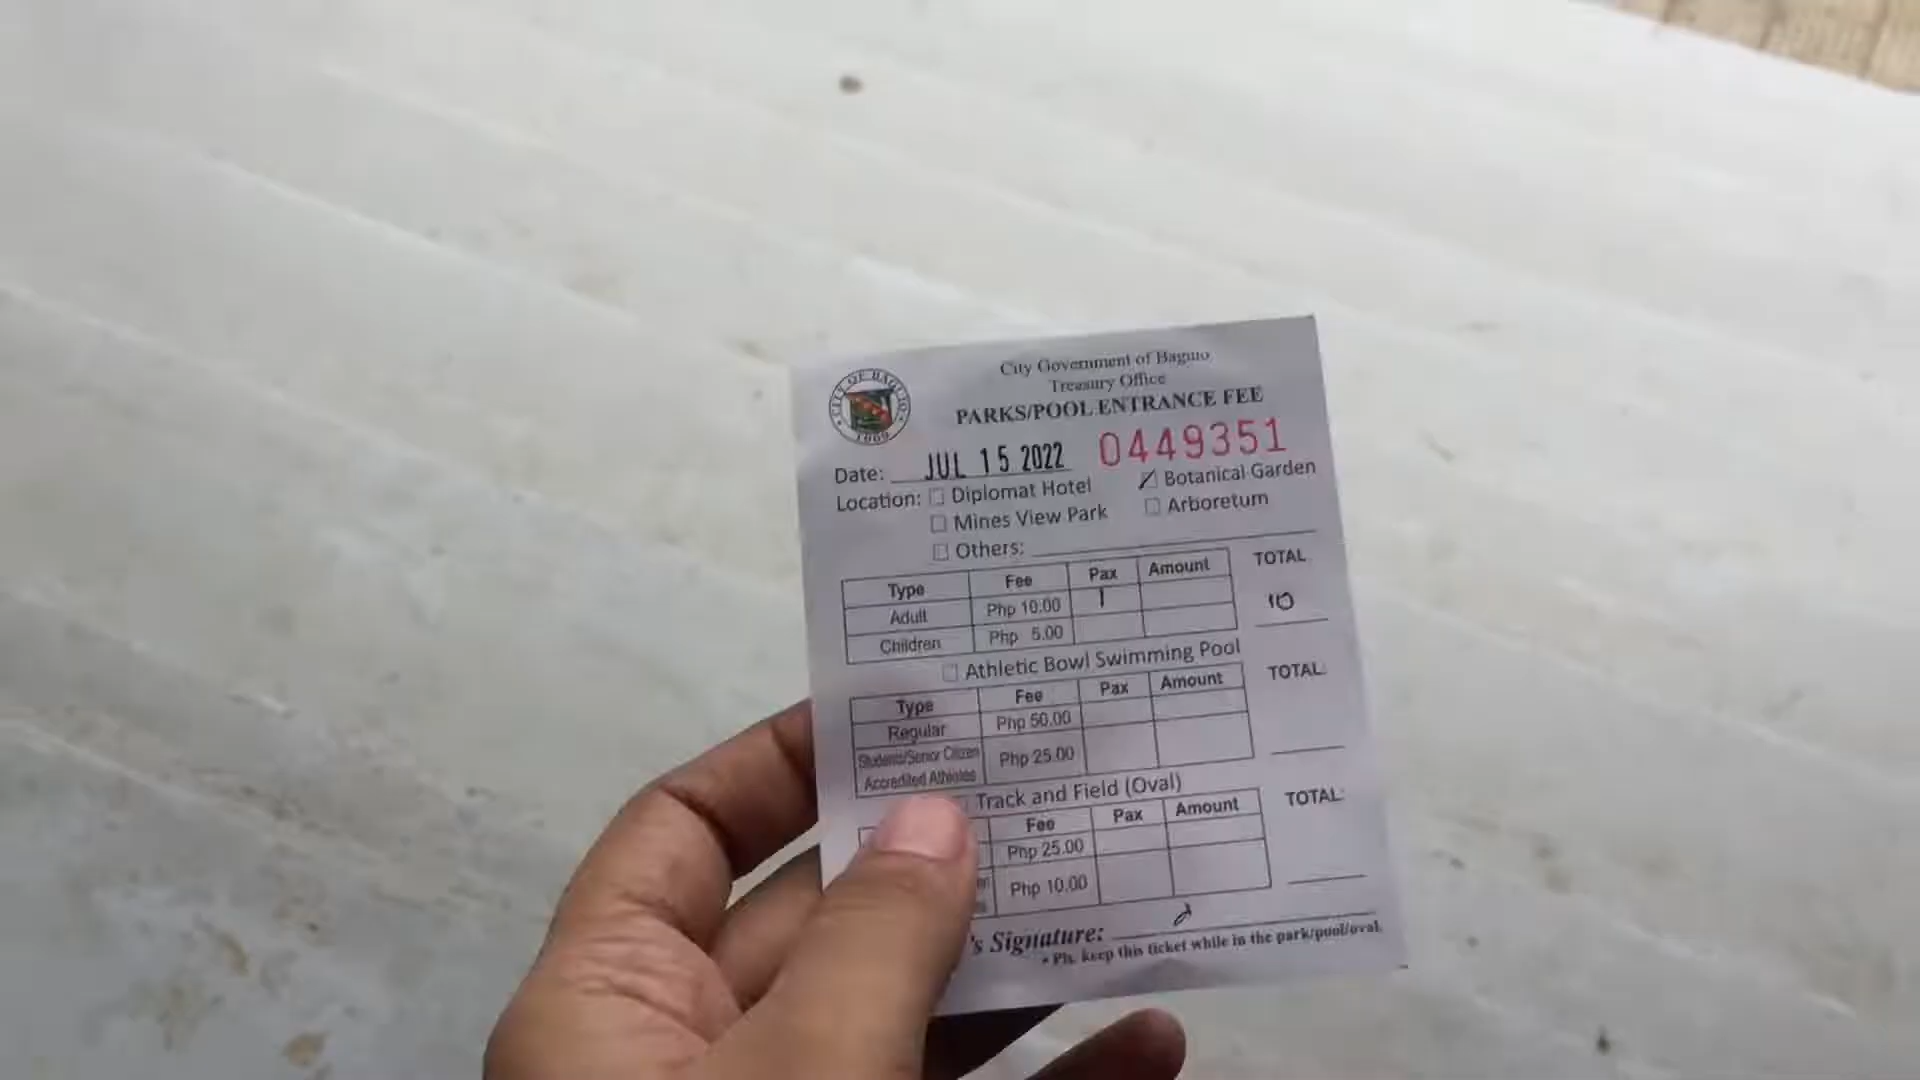 City Government of Baguio
Treasury Office
PARKS/POOL ENTRANCE FEE
CITY OF BAGUIO
1909
Date: JUL 15 2022 0449351
Location: Diplomat Hotel Botanical Garden
Mines View Park Arboretum
Others:
Type Fee Pax Amount TOTAL
Adult Php 10.00 1 10
Children Php 5.00
Athletic Bowl Swimming Pool
Type Fee Pax Amount TOTAL:
Regular Php 50.00
Students/Senior Citizen
Accredited Athletes Php 25.00
Track and Field (Oval)
Fee Pax Amount TOTAL:
Php 25.00
Php 10.00
's Signature:
* Pls. keep this ticket while in the park/pool/oval.